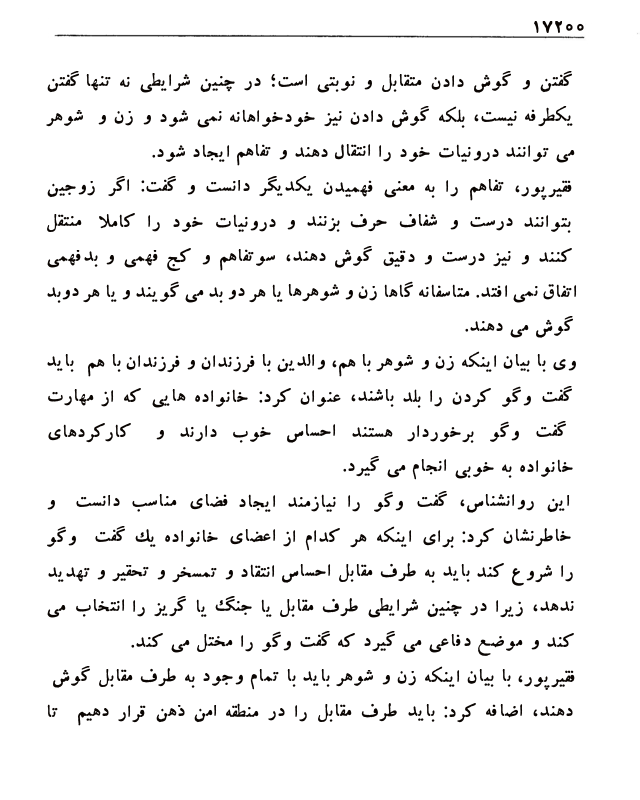 ۱۷۲۰۰
گفتن و گوش دادن متقابل و نوبتی است؛ در چنین شرایطی نه تنها گفتن
یکطرفه نیست، بلکه گوش دادن نیز خودخواهانه نمی شود و زن و شوهر
می توانند درونیات خود را انتقال دهند و تفاهم ایجاد شود.
فقیرپور، تفاهم را به معنی فهمیدن یکدیگر دانست و گفت: اگر زوجین
بتوانند درست و شفاف حرف بزنند و درونیات خود را کاملا منتقل
کنند و نیز درست و دقیق گوش دهند، سوتفاهم و کج فهمی و بدفهمی
اتفاق نمی افتد. متاسفانه گاها زن و شوهرها یا هر دو بد می گویند و یا هر دوبد
گوش می دهند.
وی با بیان اینکه زن و شوهر با هم، والدین با فرزندان و فرزندان با هم باید
گفت وگو کردن را بلد باشند، عنوان کرد: خانواده هایی که از مهارت
گفت وگو برخوردار هستند احساس خوب دارند و کارکردهای
خانواده به خوبی انجام می گیرد.
این روانشناس، گفت وگو را نیازمند ایجاد فضای مناسب دانست و
خاطرنشان کرد: برای اینکه هر کدام از اعضای خانواده یك گفت وگو
را شروع کند باید به طرف مقابل احساس انتقاد و تمسخر و تحقیر و تهدید
ندهد، زیرا در چنین شرایطی طرف مقابل یا جنگ یا گریز را انتخاب می
کند و موضع دفاعی می گیرد که گفت وگو را مختل می کند.
فقیرپور، با بیان اینکه زن و شوهر باید با تمام وجود به طرف مقابل گوش
دهند، اضافه کرد: باید طرف مقابل را در منطقه امن ذهن قرار دهیم تا